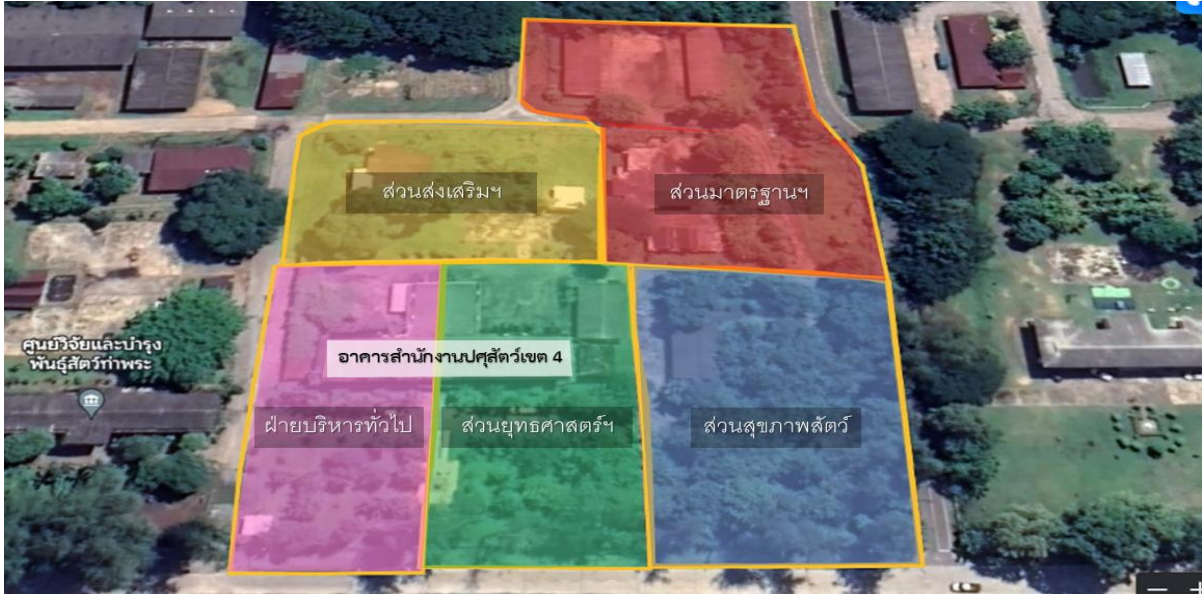 ส่วนส่งเสริมฯ
ส่วนมาตรฐานฯ
ศูนย์วิจัยและบำรุง
พันธุ์สัตว์ท่าพระ
อาคารสำนักงานปศุสัตว์เขต 4
ฝ่ายบริหารทั่วไป
ส่วนยุทธศาสตร์ฯ
ส่วนสุขภาพสัตว์